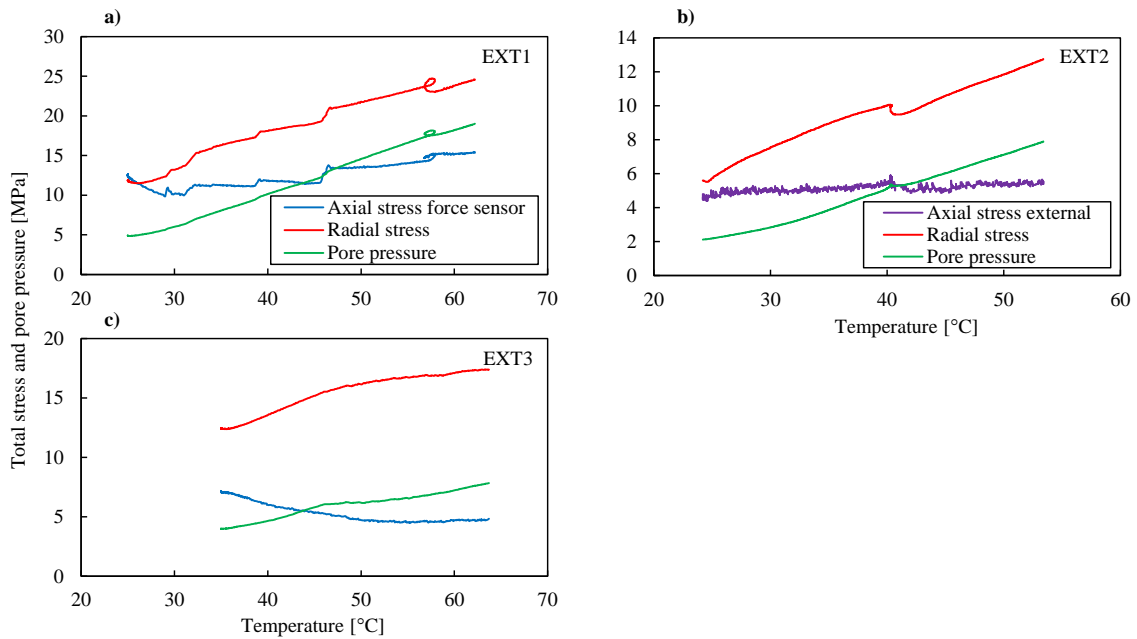 a)
b)
Total stress and pore pressure [MPa]
30
25
20
15
10
5
0
EXT1
Axial stress force sensor
Radial stress
Pore pressure
20 30 40 50 60 70
14
12
10
8
6
4
2
0
EXT2
Axial stress external
Radial stress
Pore pressure
20 30 40 50 60
Temperature [°C]
c)
20
15
10
5
0
EXT3
20 30 40 50 60 70
Temperature [°C]